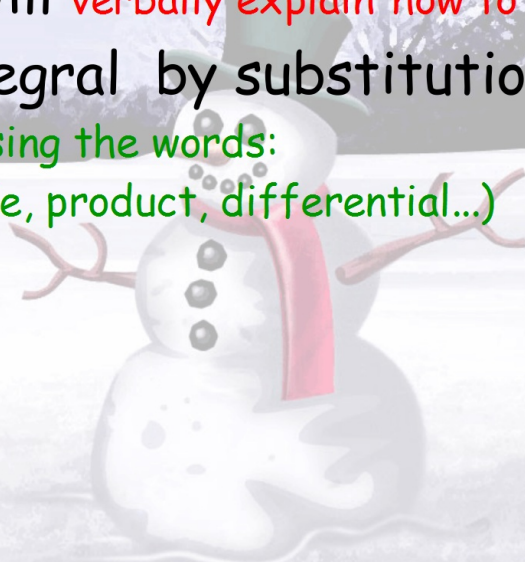 verbally explain how to
egral by substitutio
sing the words:
e, product, differential...)